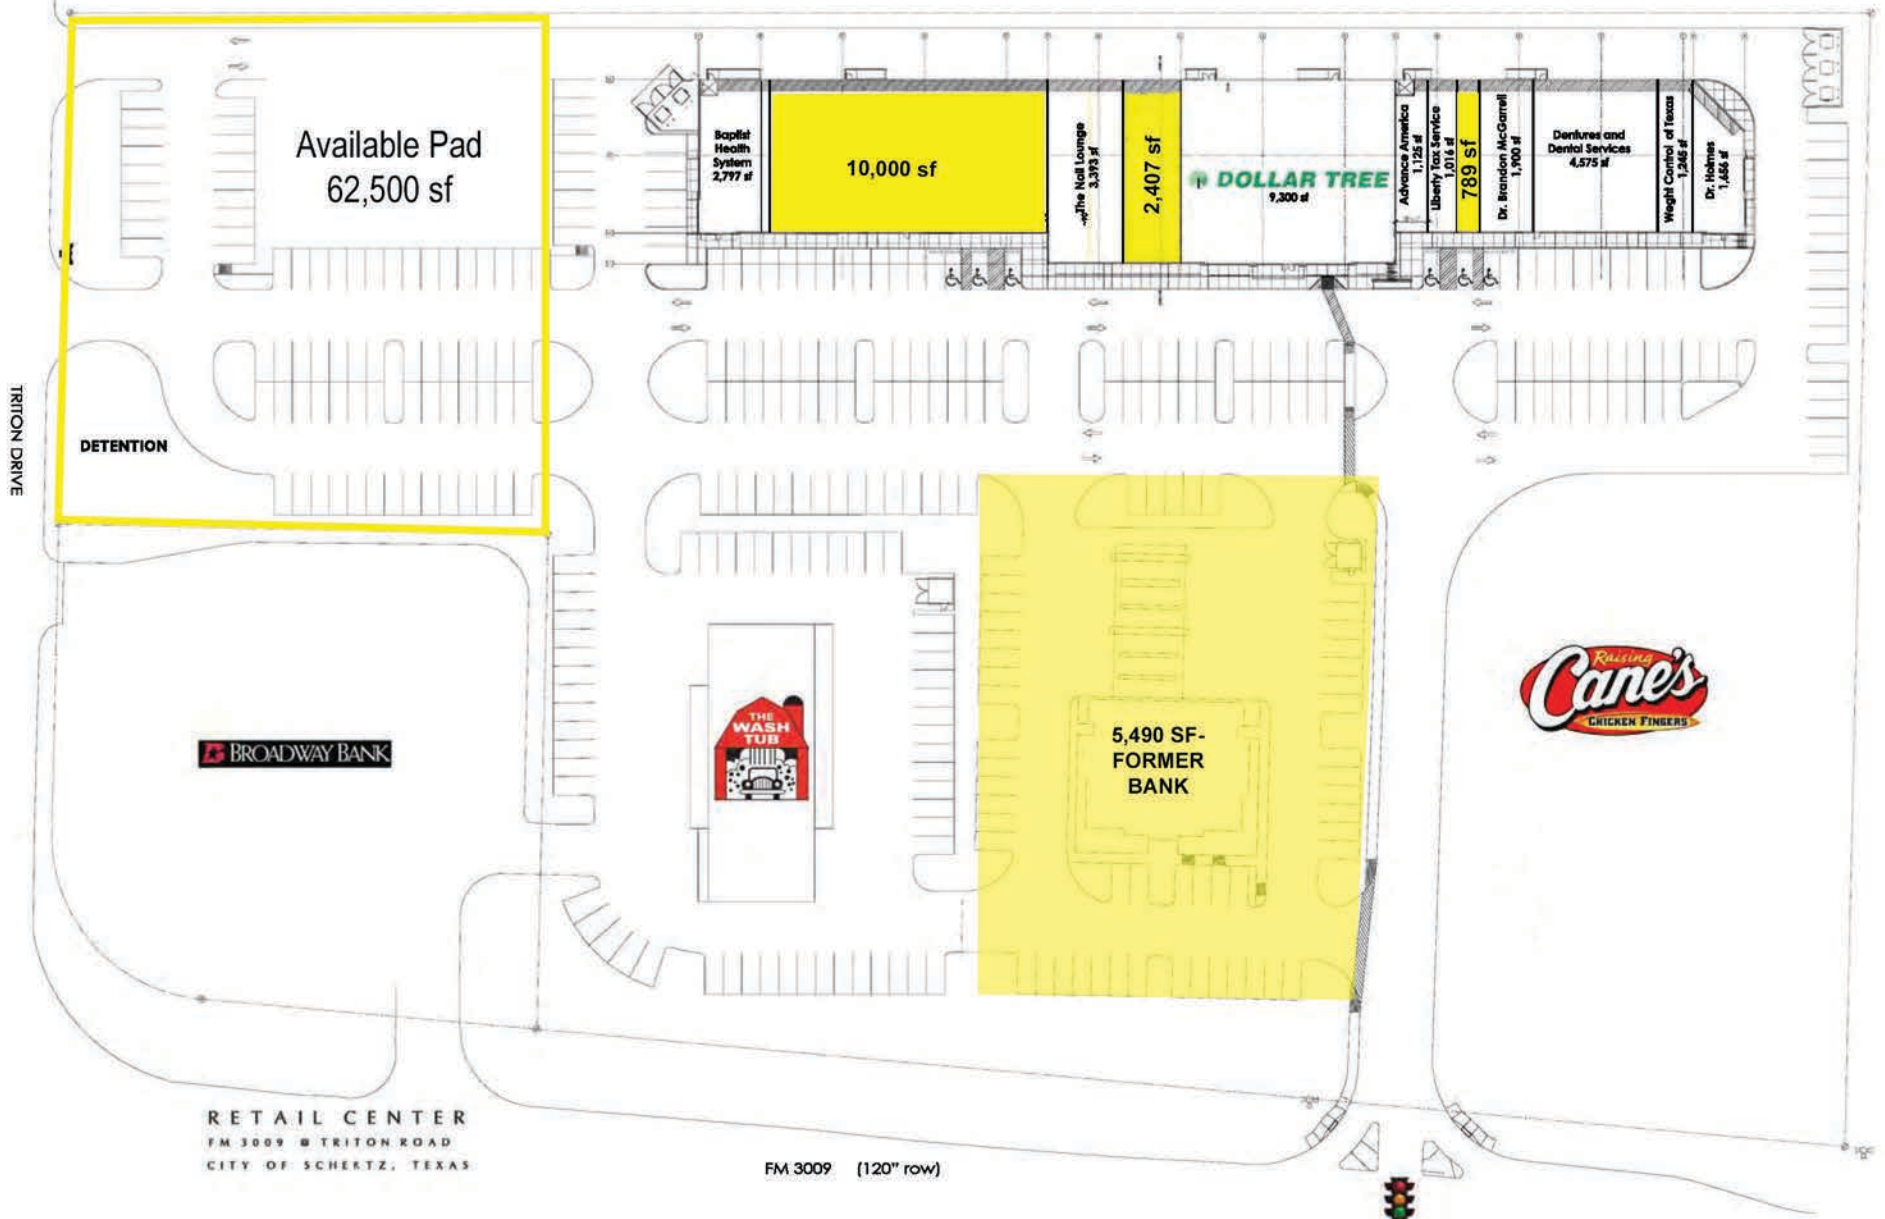 Available Pad
62,500 sf
Baptist
Health
System
2,797 sf
10,000 sf
The Nail Lounge
3,393 sf
2,407 sf
DOLLAR TREE
9,300 sf
Advance America
1,125 sf
Liberty Tax Service
1,016 sf
789 sf
Dr. Brandon McGarrell
1,900 sf
Dentures and
Dental Services
4,575 sf
Weght Control of Texas
1,245 sf
Dr. Holmes
1,656 sf
TRITON DRIVE
DETENTION
BROADWAY BANK
THE
WASH
TUB
5,490 SF-
FORMER
BANK
Raising
Cane's
CHICKEN FINGERS
RETAIL CENTER
FM 3009 @ TRITON ROAD
CITY OF SCHERTZ, TEXAS
FM 3009 (120" row)